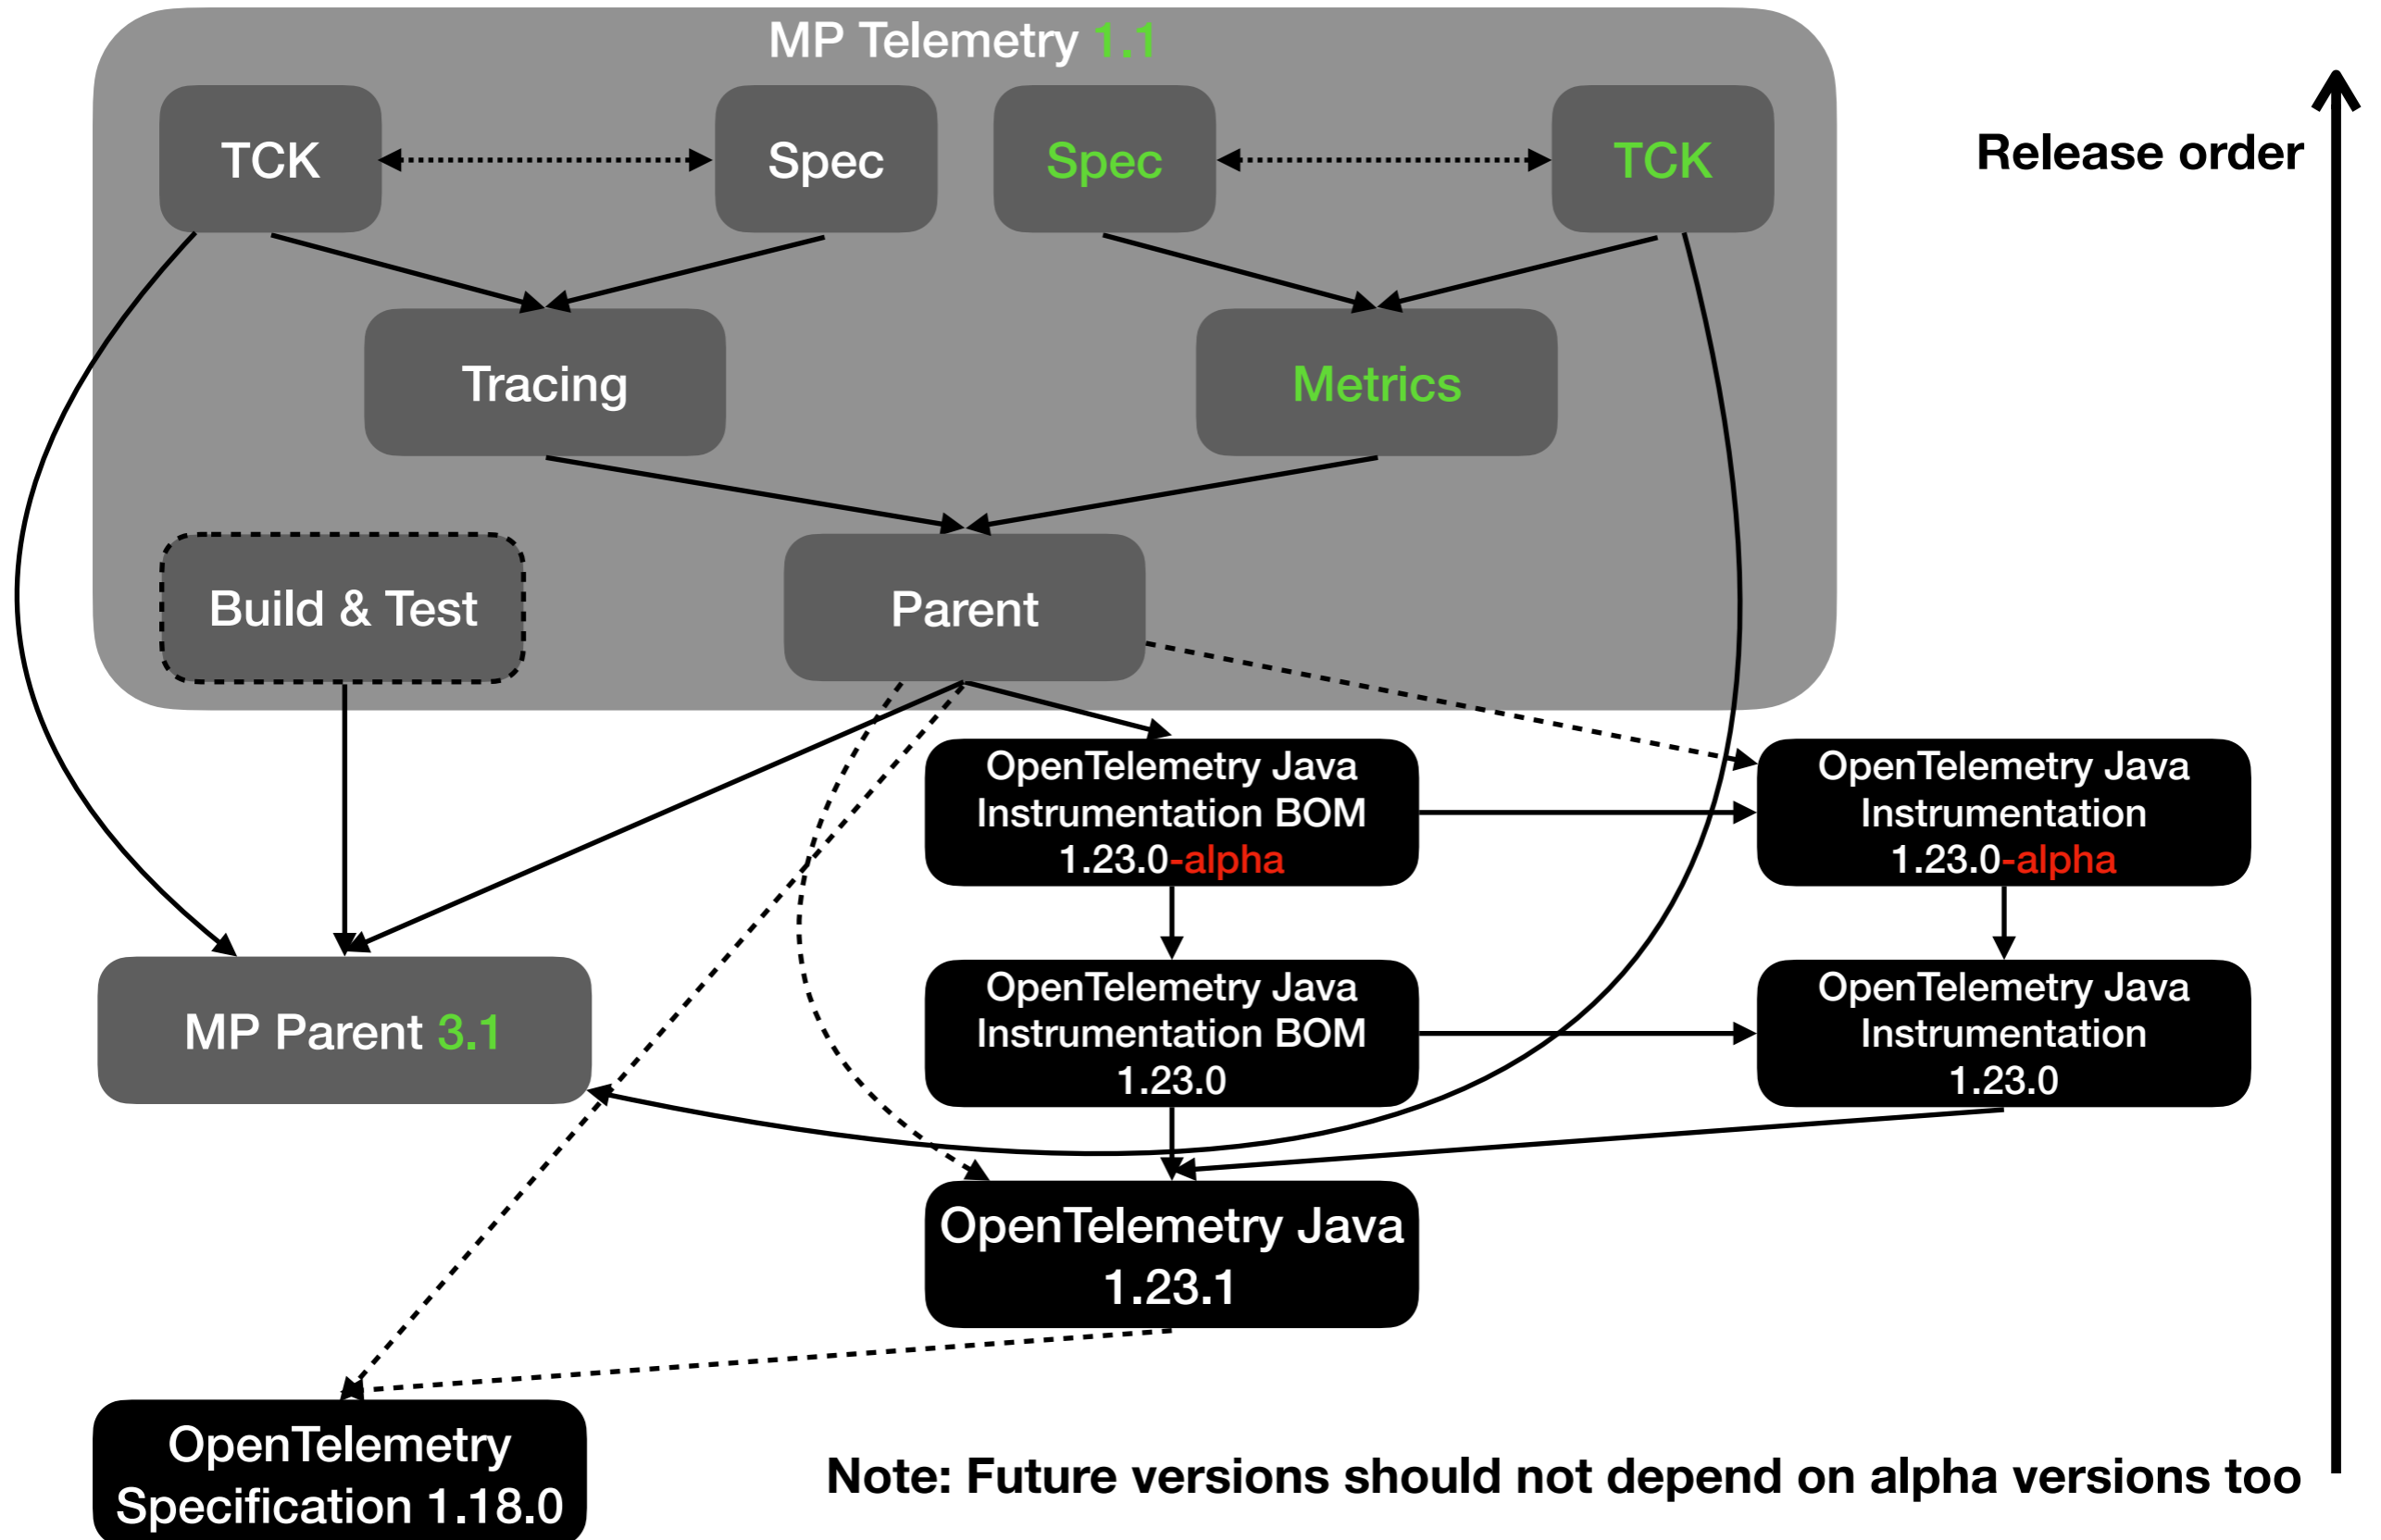 MP Telemetry 1.1
TCK
Spec
Spec
TCK
Release order
Tracing
Metrics
Build & Test
Parent
OpenTelemetry Java
Instrumentation BOM
1.23.0-alpha
OpenTelemetry Java
Instrumentation
1.23.0-alpha
MP Parent 3.1
OpenTelemetry Java
Instrumentation BOM
1.23.0
OpenTelemetry Java
Instrumentation
1.23.0
OpenTelemetry Java
1.23.1
OpenTelemetry
Specification 1.18.0
Note: Future versions should not depend on alpha versions too